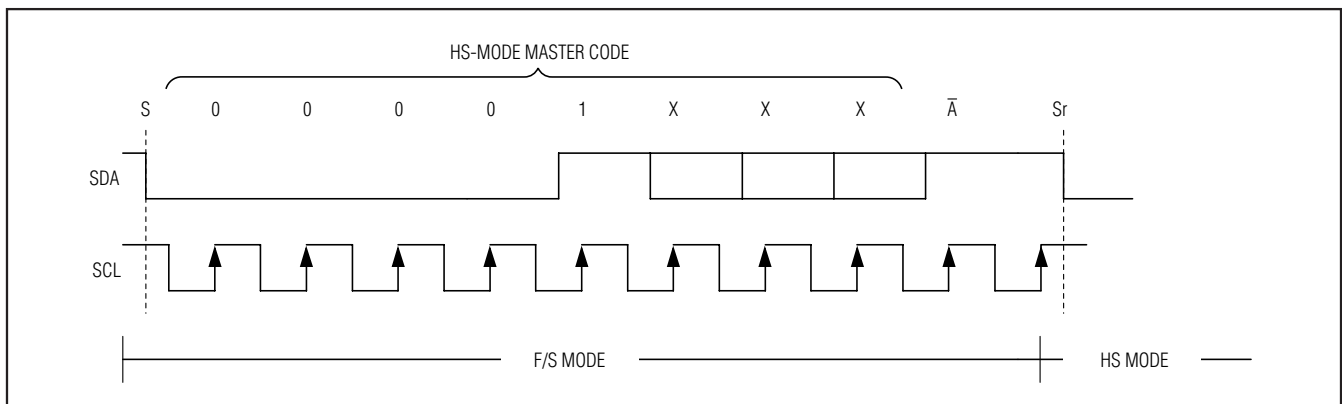 HS-MODE MASTER CODE
S 0 0 0 0 1 X X X A̅ Sr
SDA
SCL
F/S MODE HS MODE